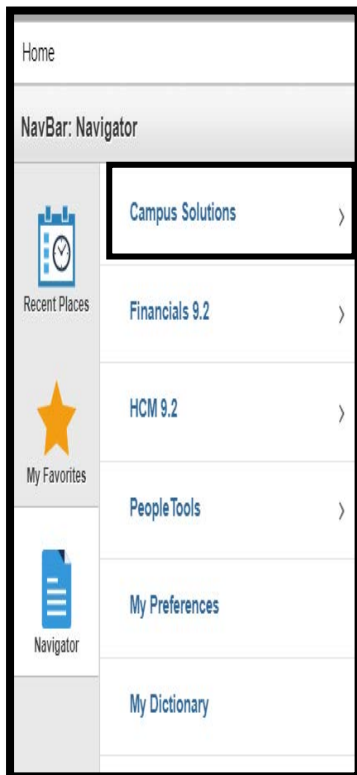 Home
NavBar: Navigator
Recent Places
My Favorites
Navigator
Campus Solutions
Financials 9.2
HCM 9.2
PeopleTools
My Preferences
My Dictionary